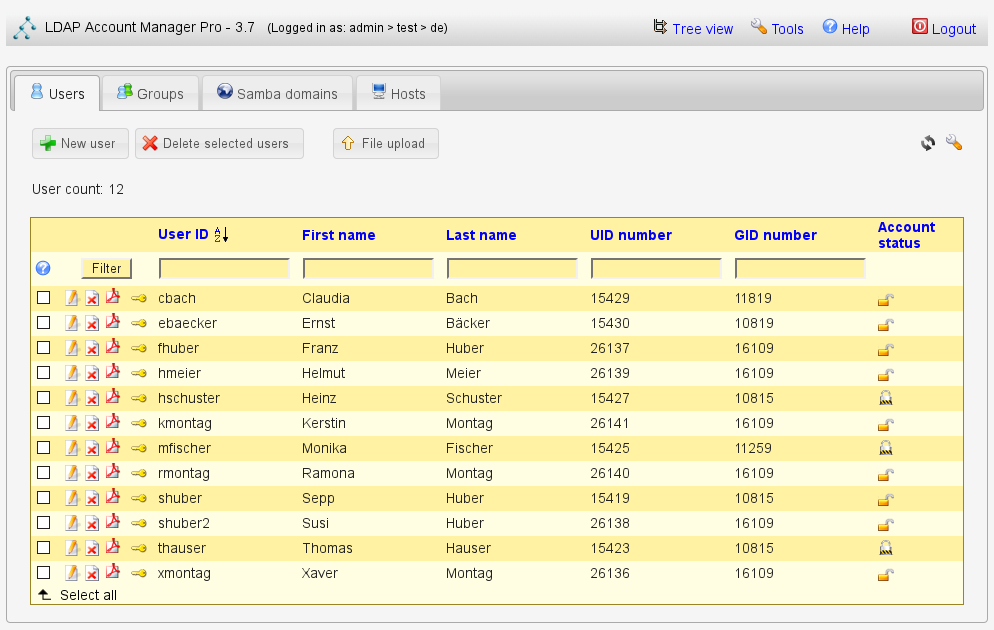 LDAP Account Manager Pro - 3.7 (Logged in as: admin > test > de) Tree view Tools Help Logout
Users Groups Samba domains Hosts
New user Delete selected users File upload
User count: 12
User ID First name Last name UID number GID number Account status
Filter
cbach Claudia Bach 15429 11819
ebaecker Ernst Bäcker 15430 10819
fhuber Franz Huber 26137 16109
hmeier Helmut Meier 26139 16109
hschuster Heinz Schuster 15427 10815
kmontag Kerstin Montag 26141 16109
mfischer Monika Fischer 15425 11259
rmontag Ramona Montag 26140 16109
shuber Sepp Huber 15419 10815
shuber2 Susi Huber 26138 16109
thauser Thomas Hauser 15423 10815
xmontag Xaver Montag 26136 16109
Select all